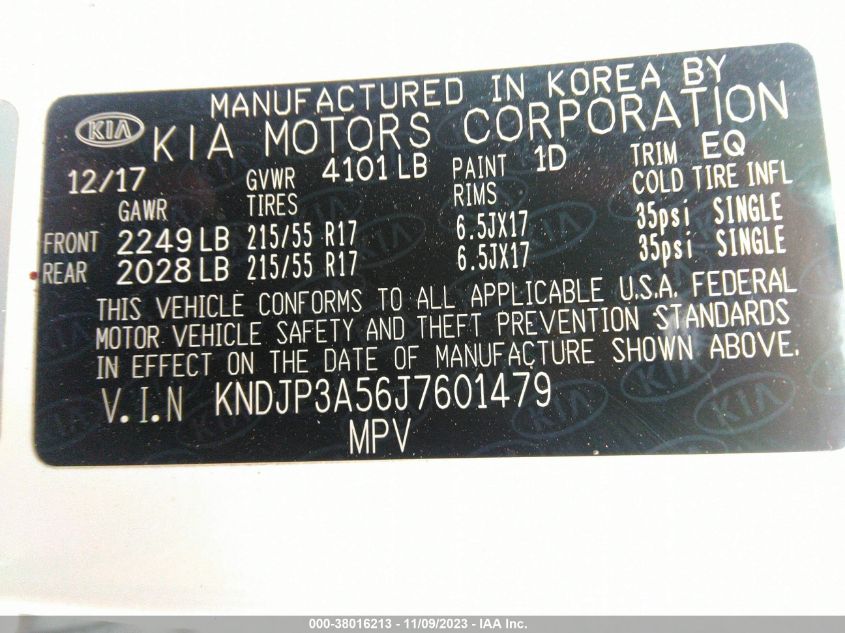 MANUFACTURED IN KOREA BY
KIA KIA MOTORS CORPORATION
12/17 GVWR 4101 LB PAINT 1D TRIM EQ
GAWR TIRES RIMS COLD TIRE INFL
FRONT 2249 LB 215/55 R17 6.5JX17 35psi SINGLE
REAR 2028 LB 215/55 R17 6.5JX17 35psi SINGLE
THIS VEHICLE CONFORMS TO ALL APPLICABLE U.S.A. FEDERAL
MOTOR VEHICLE SAFETY AND THEFT PREVENTION STANDARDS
IN EFFECT ON THE DATE OF MANUFACTURE SHOWN ABOVE.
V.I.N KNDJP3A56J7601479
MPV
000-38016213 - 11/09/2023 - IAA Inc.